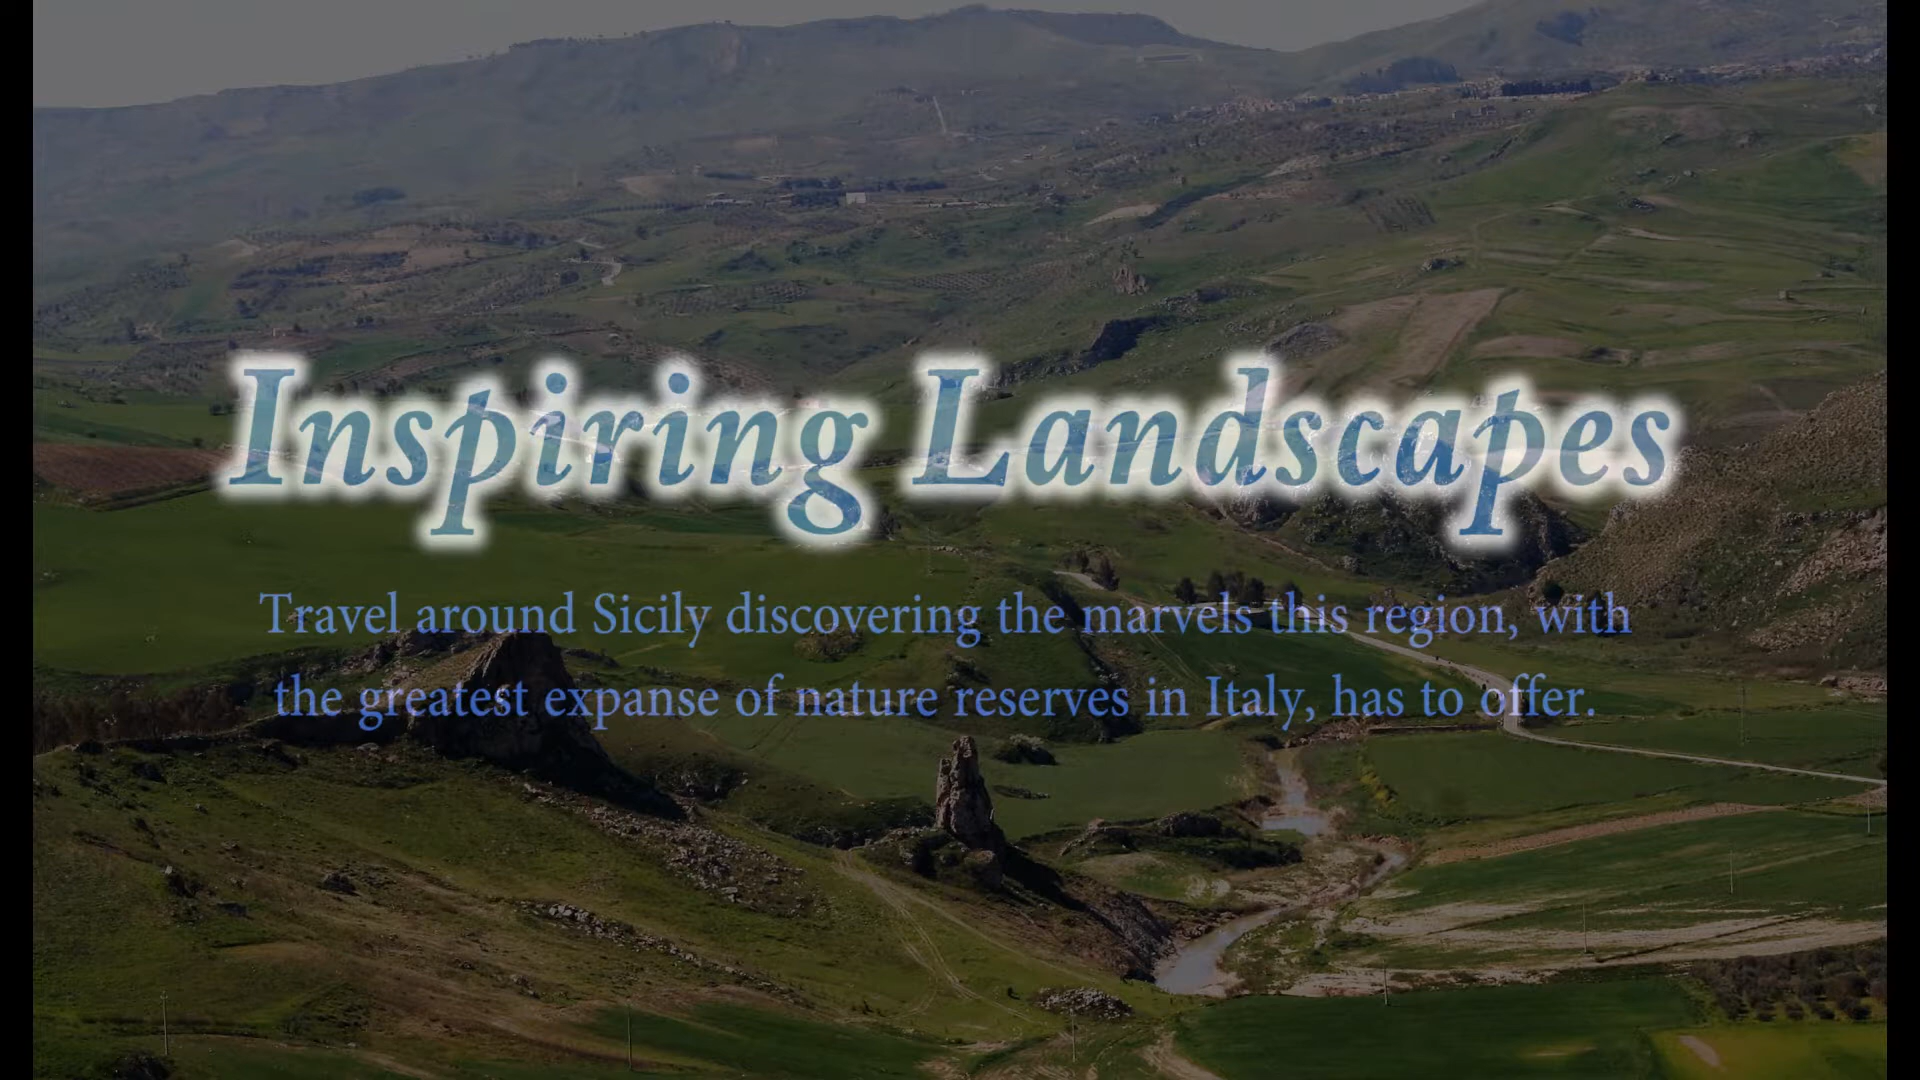 Inspiring Landscapes
Travel around Sicily discovering the marvels this region, with
the greatest expanse of nature reserves in Italy, has to offer.